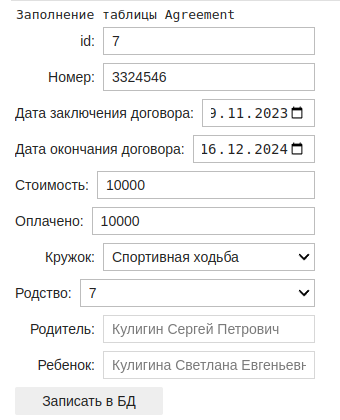 Заполнение таблицы Agreement
id: 7
Номер: 3324546
Дата заключения договора: 9.11.2023
Дата окончания договора: 16.12.2024
Стоимость: 10000
Оплачено: 10000
Кружок: Спортивная ходьба
Родство: 7
Родитель: Кулигин Сергей Петрович
Ребенок: Кулигина Светлана Евгеньевн
Записать в БД